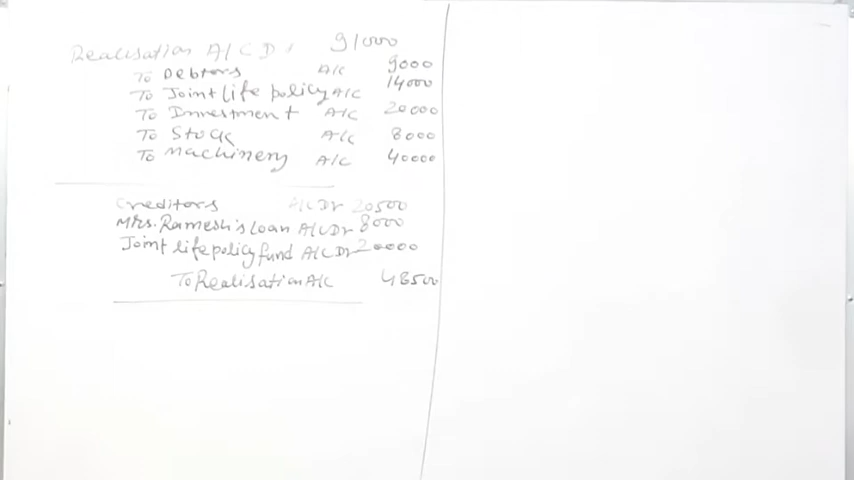 Realisation A/C Dr 91000
To Debtors A/C 9000
To Joint life policy A/C 14000
To Investment A/C 20000
To Stock A/C 8000
To Machinery A/C 40000
Creditors A/C Dr 20500
Mrs. Ramesh's loan A/C Dr 8000
Joint life policy fund A/C Dr 20000
To Realisation A/C 48500